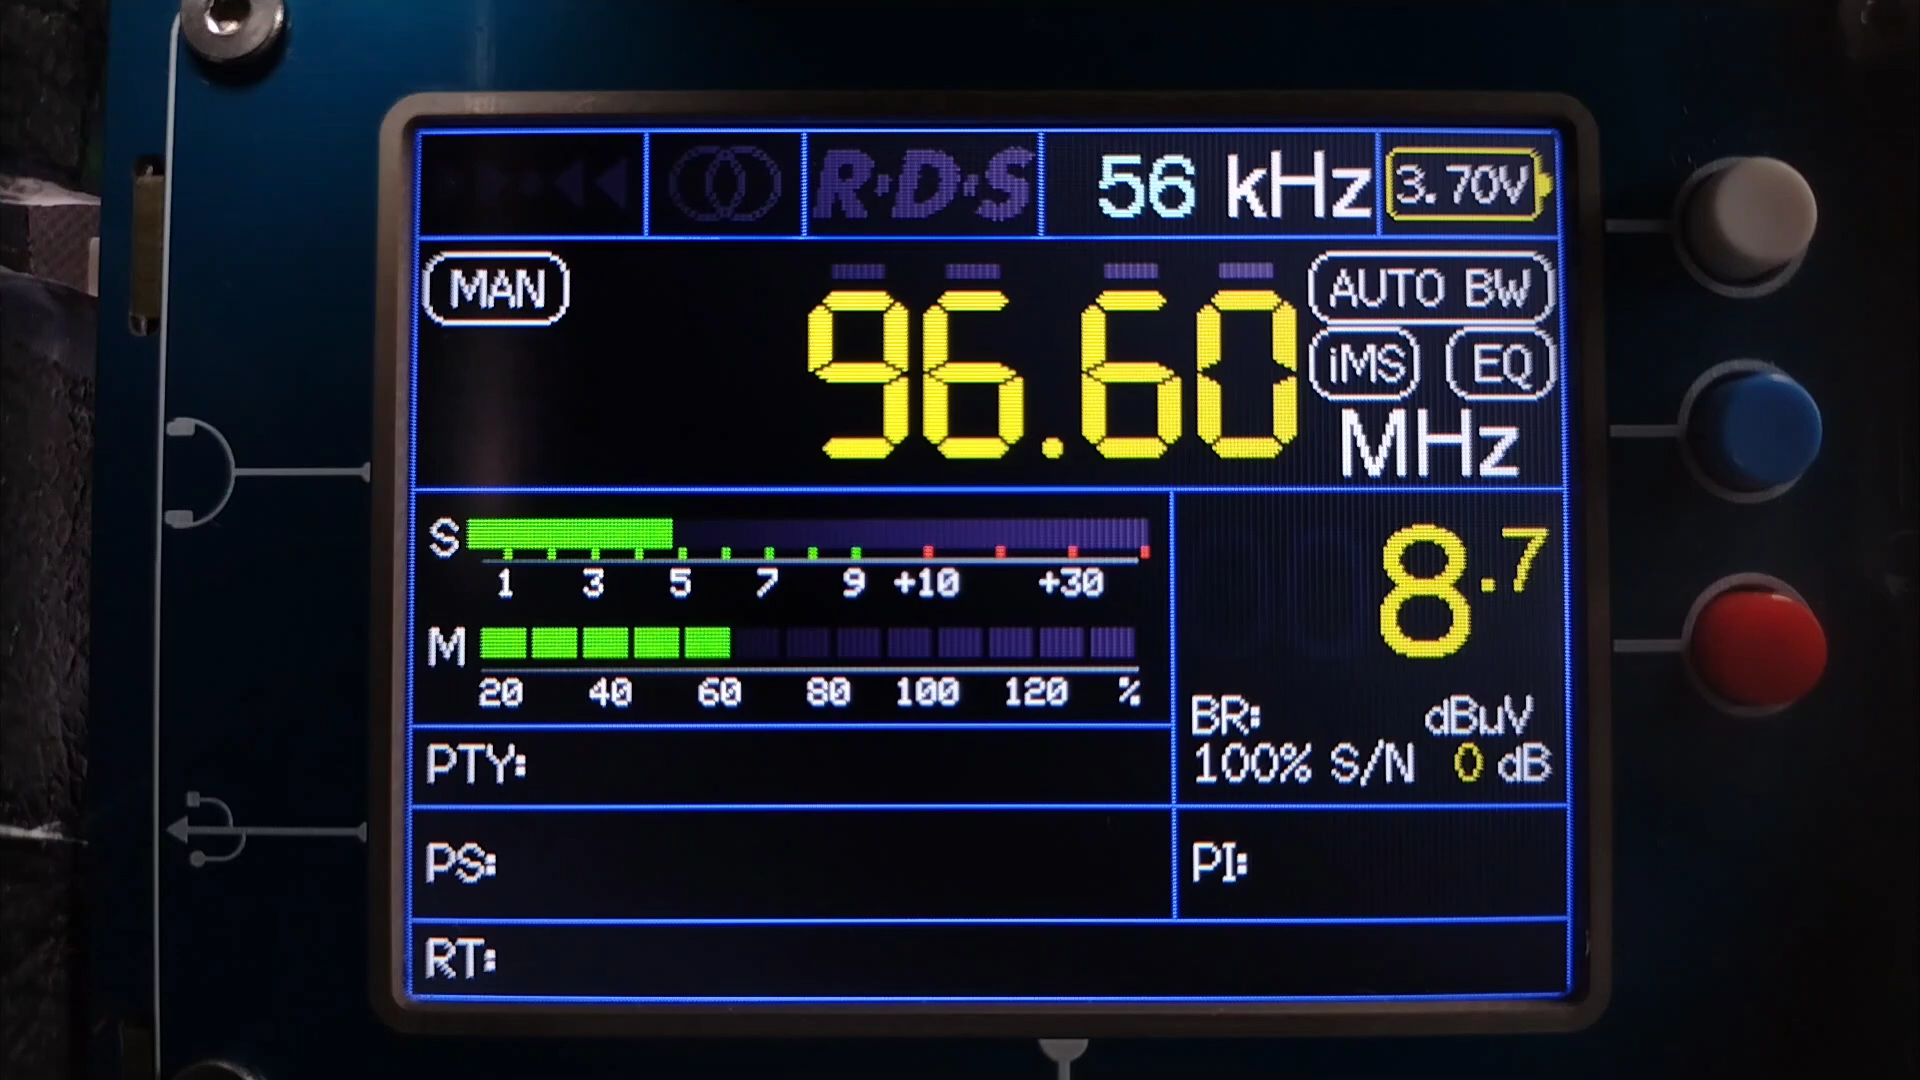 R·D·S 56 kHz 3.70V
MAN 96.60 AUTO BW
iMS EQ
MHz
S
1 3 5 7 9 +10 +30
8.7
M
20 40 60 80 100 120 %
BR: dBµV
100% S/N 0 dB
PTY:
PS: PI:
RT: